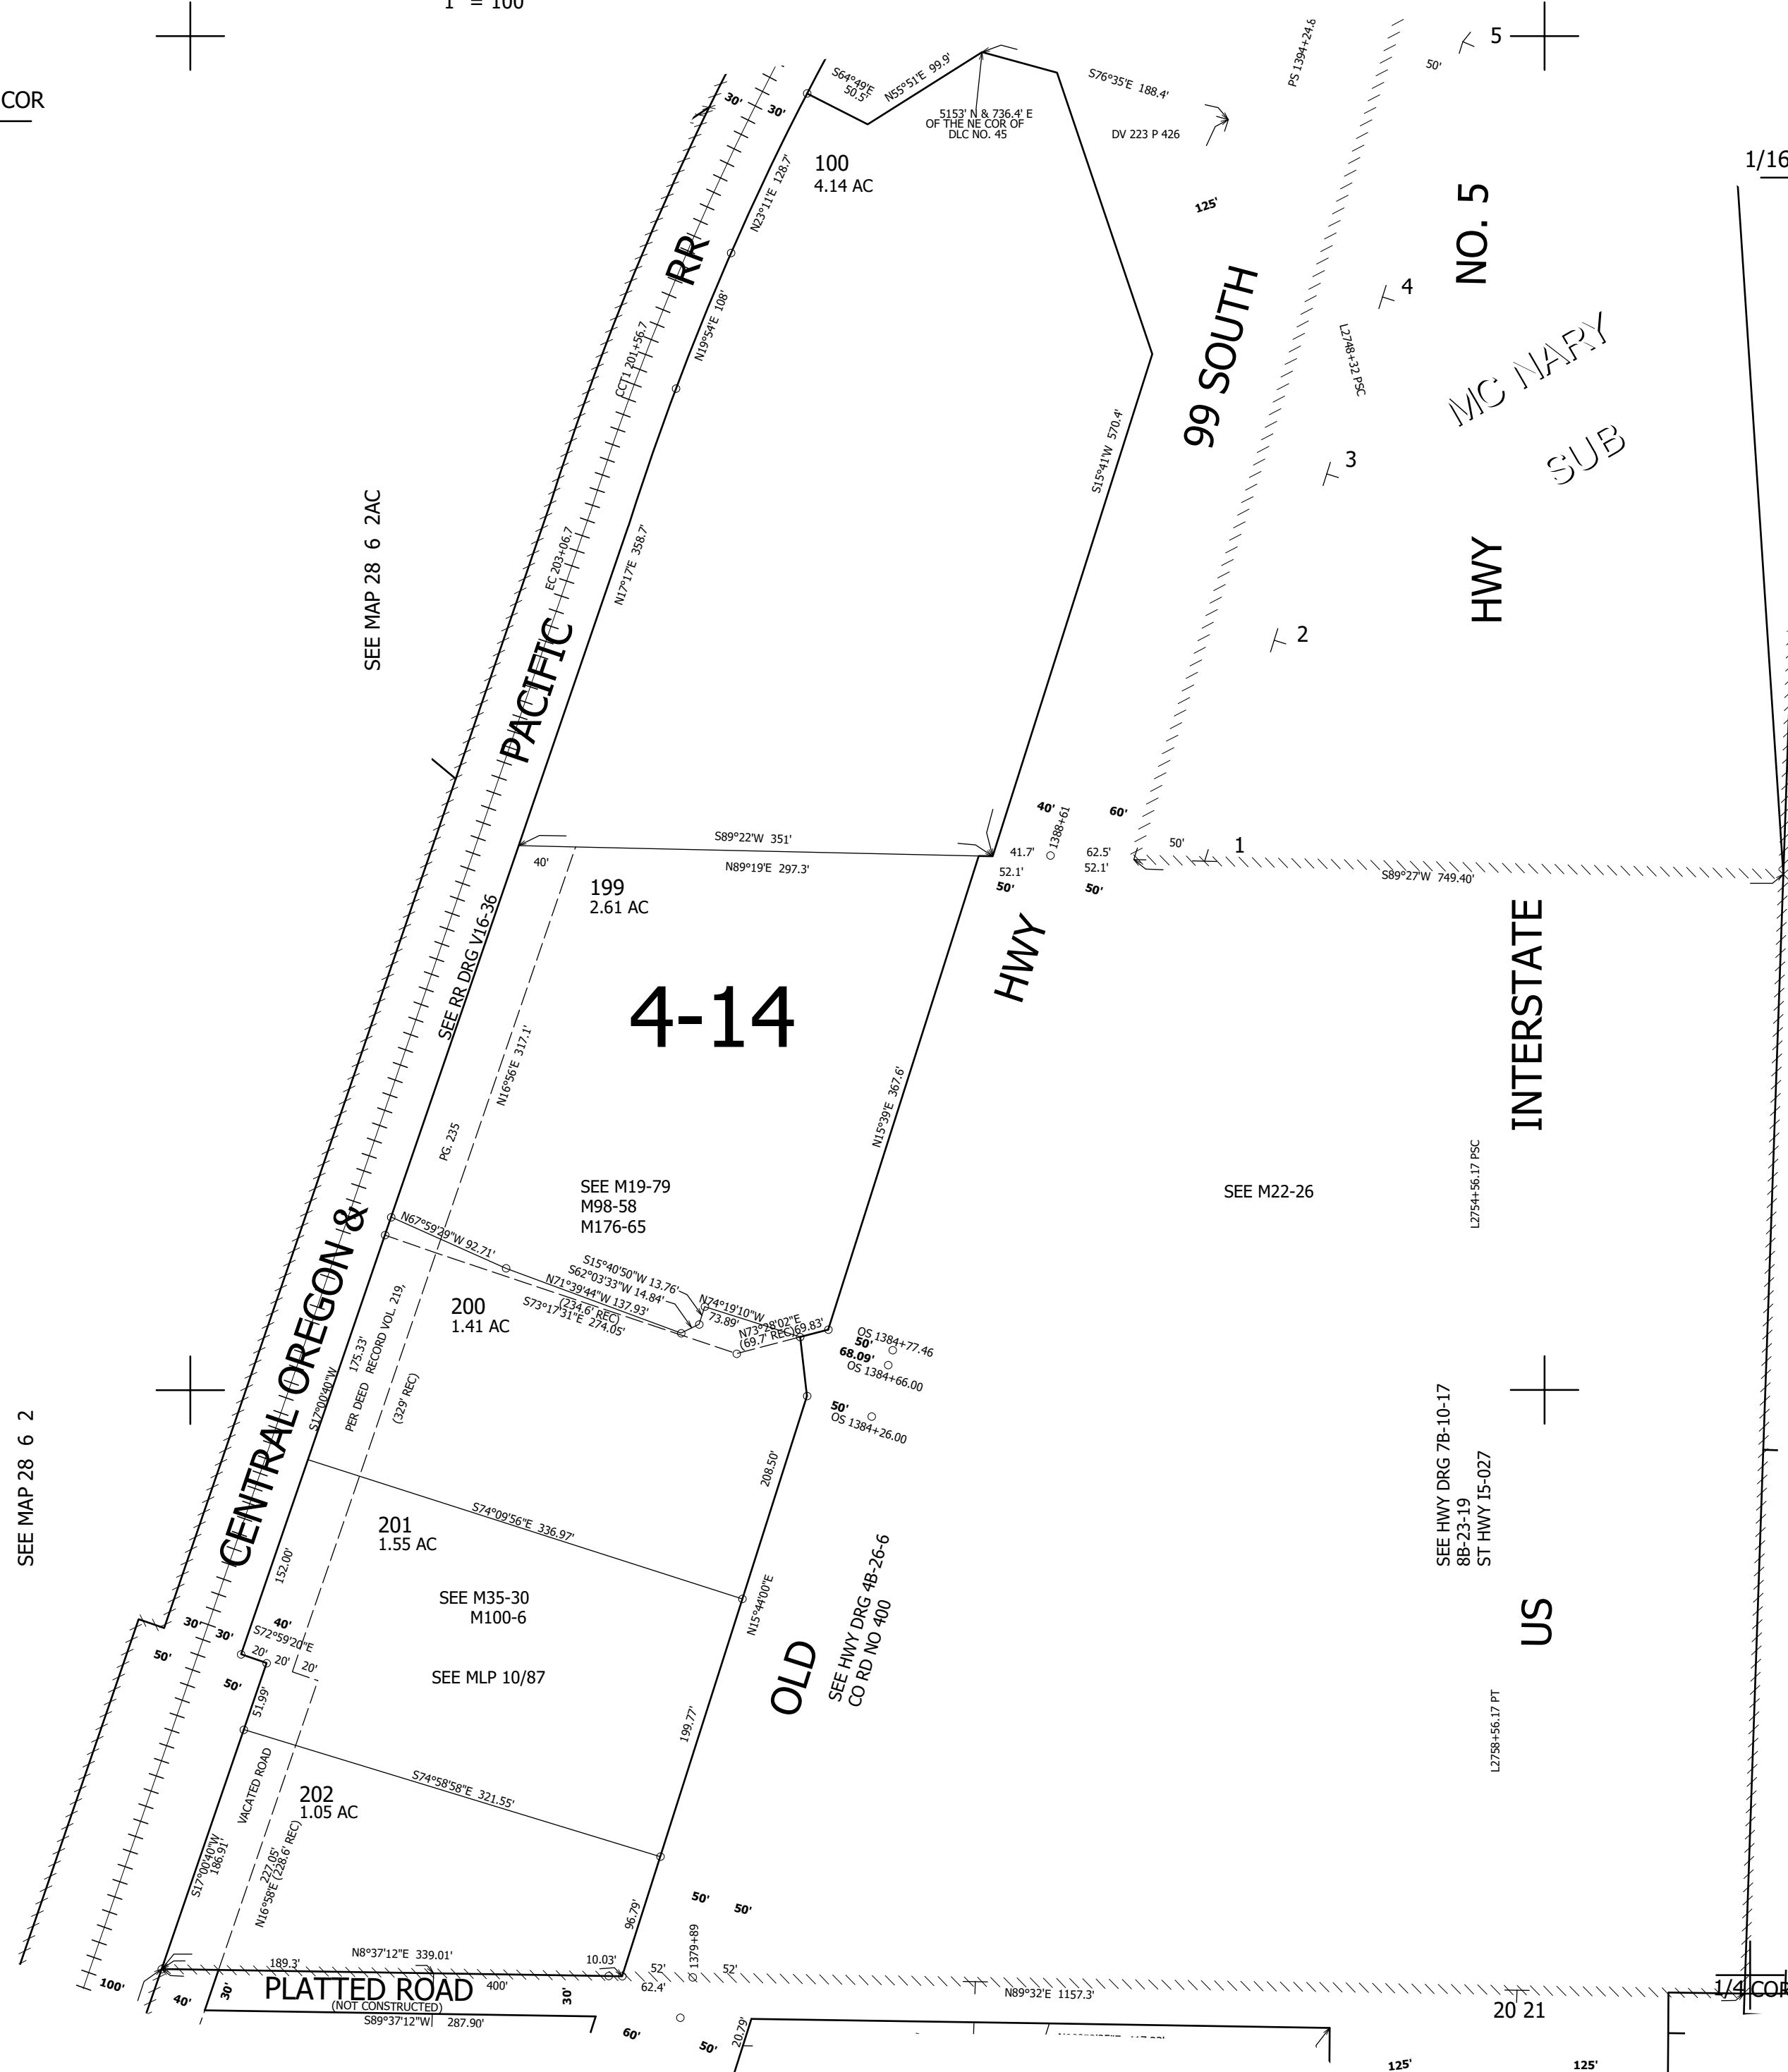 1" = 100'
COR
5
50'
PS 1394+24.8
S64°49'E
50.5'
N55°51'E 99.9'
S76°35'E 188.4'
30'
30'
5153' N & 736.4' E
OF THE NE COR OF
DLC NO. 45
DV 223 P 426
1/16
100
4.14 AC
N23°11'E 128.7'
125'
NO. 5
RR
N19°54'E 108'
CCT1 201+56.7
99 SOUTH
4
L2748+32 PSC
MC NARY
SUB
S15°41'W 570.4'
3
SEE MAP 28 6 2AC
EC 203+06.7
N17°17'E 358.7'
HWY
2
PACIFIC
40'
60'
1388+61
S89°22'W 351'
40'
N89°19'E 297.3'
41.7'
62.5'
52.1'
52.1'
50'
50'
50'
1
S89°27'W 749.40'
199
2.61 AC
SEE RR DRG V16-36
HWY
INTERSTATE
4-14
N16°56'E 317.1'
N15°39'E 367.6'
PG. 235
SEE M19-79
M98-58
M176-65
SEE M22-26
L2754+56.17 PSC
CENTRAL OREGON &
N67°59'29"W 92.71'
S15°40'50"W 13.76'
S62°03'33"W 14.84'
N71°39'44"W 137.93'
(234.6' REC)
S73°17'31"E 274.05'
N74°19'10"W
73.89'
N73°28'02"E
(69.7' REC)69.83'
200
1.41 AC
OS 1384+77.46
50'
68.09'
OS 1384+66.00
50'
OS 1384+26.00
175.33'
PER DEED RECORD VOL. 219,
S17°00'40"W
(329' REC)
SEE MAP 28 6 2
208.50'
SEE HWY DRG 7B-10-17
8B-23-19
ST HWY I5-027
S74°09'56"E 336.97'
201
1.55 AC
152.00'
SEE M35-30
M100-6
N15°44'00"E
OLD
SEE HWY DRG 4B-26-6
CO RD NO 400
US
30'
30'
40'
S72°59'20"E
20'
20'
20'
50'
50'
SEE MLP 10/87
51.99'
199.77'
L2758+56.17 PT
VACATED ROAD
S74°58'58"E 321.55'
202
1.05 AC
S17°00'40"W
186.91'
227.05'
N16°58'E (228.6' REC)
50'
50'
96.79'
1379+89
N8°37'12"E 339.01'
189.3'
10.03'
52'
52'
100'
40'
30'
PLATTED ROAD
400'
30'
62.4'
(NOT CONSTRUCTED)
S89°37'12"W 287.90'
N89°32'E 1157.3'
1/4 COR
20 21
60'
50'
20.79'
125'
125'